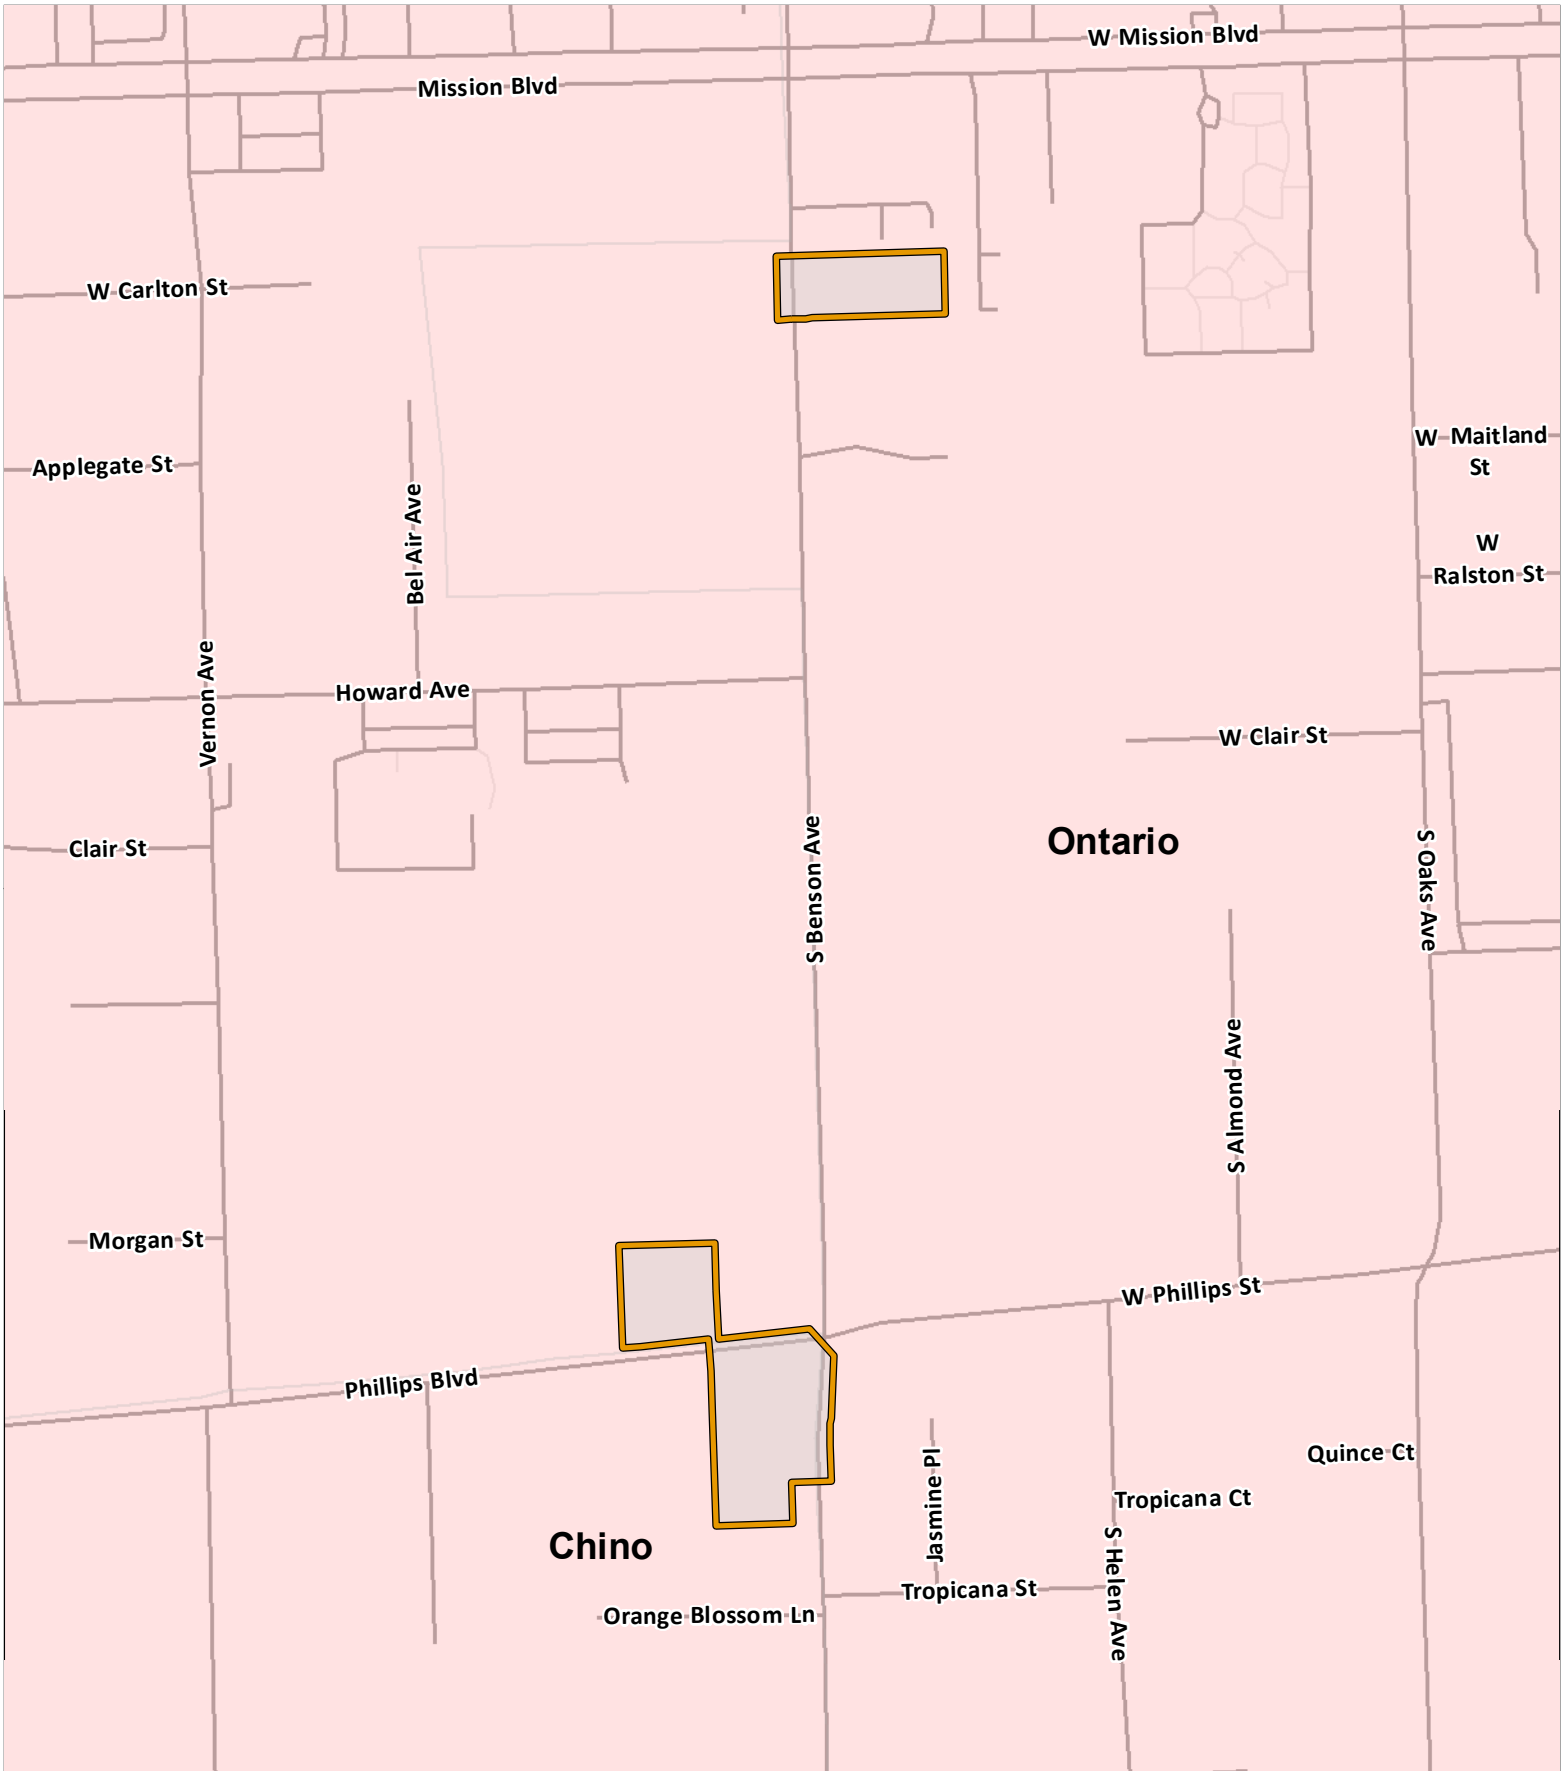 W Mission Blvd
Mission Blvd
W Carlton St
Applegate St
W Maitland
St
Bel Air Ave
W
Ralston St
Vernon Ave
Howard Ave
W Clair St
Clair St
S Benson Ave
Ontario
S Oaks Ave
S Almond Ave
Morgan St
W Phillips St
Phillips Blvd
Quince Ct
Jasmine Pl
Tropicana Ct
Chino
S Helen Ave
Tropicana St
Orange Blossom Ln